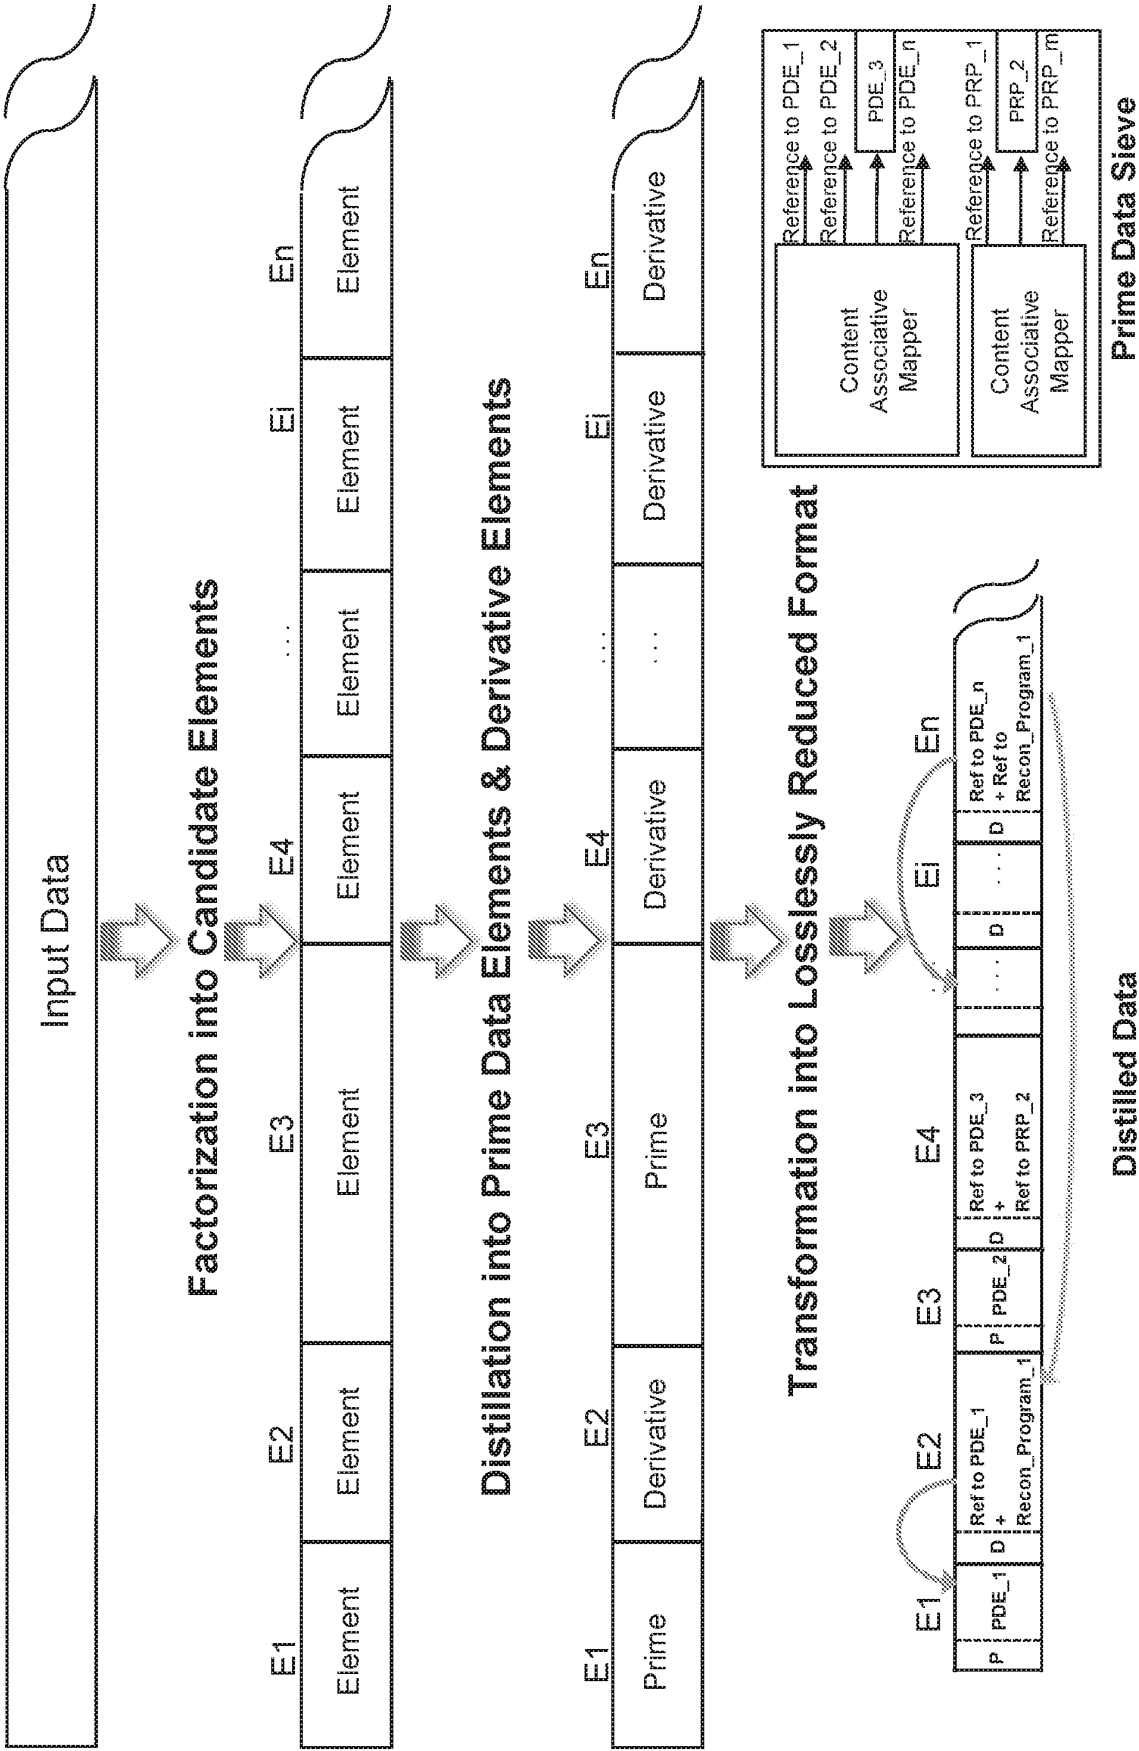 Input Data
Factorization into Candidate Elements
E1
E2
E3
E4
...
Ei
En
Element
Element
Element
Element
Element
Element
Element
Distillation into Prime Data Elements & Derivative Elements
E1
E2
E3
E4
...
Ei
En
Prime
Derivative
Prime
Derivative
...
Derivative
Derivative
Transformation into Losslessly Reduced Format
E1
E2
E3
E4
Ei
En
P
PDE_1
D
Ref to PDE_1
+
Recon_Program_1
P
PDE_2
D
Ref to PDE_3
+
Ref to PRP_2
....
D
...
D
Ref to PDE_n
+ Ref to
Recon_Program_1
Distilled Data
Content
Associative
Mapper
Reference to PDE_1
Reference to PDE_2
PDE_3
Reference to PDE_n
Content
Associative
Mapper
Reference to PRP_1
PRP_2
Reference to PRP_m
Prime Data Sieve